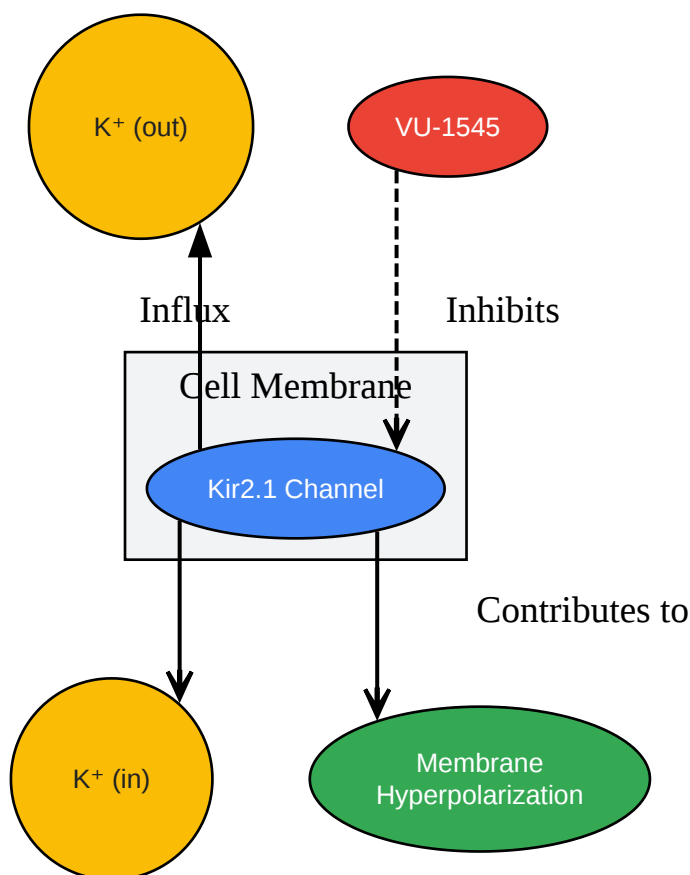 K⁺ (out)
VU-1545
Influx
Inhibits
Cell Membrane
Kir2.1 Channel
Contributes to
K⁺ (in)
Membrane
Hyperpolarization